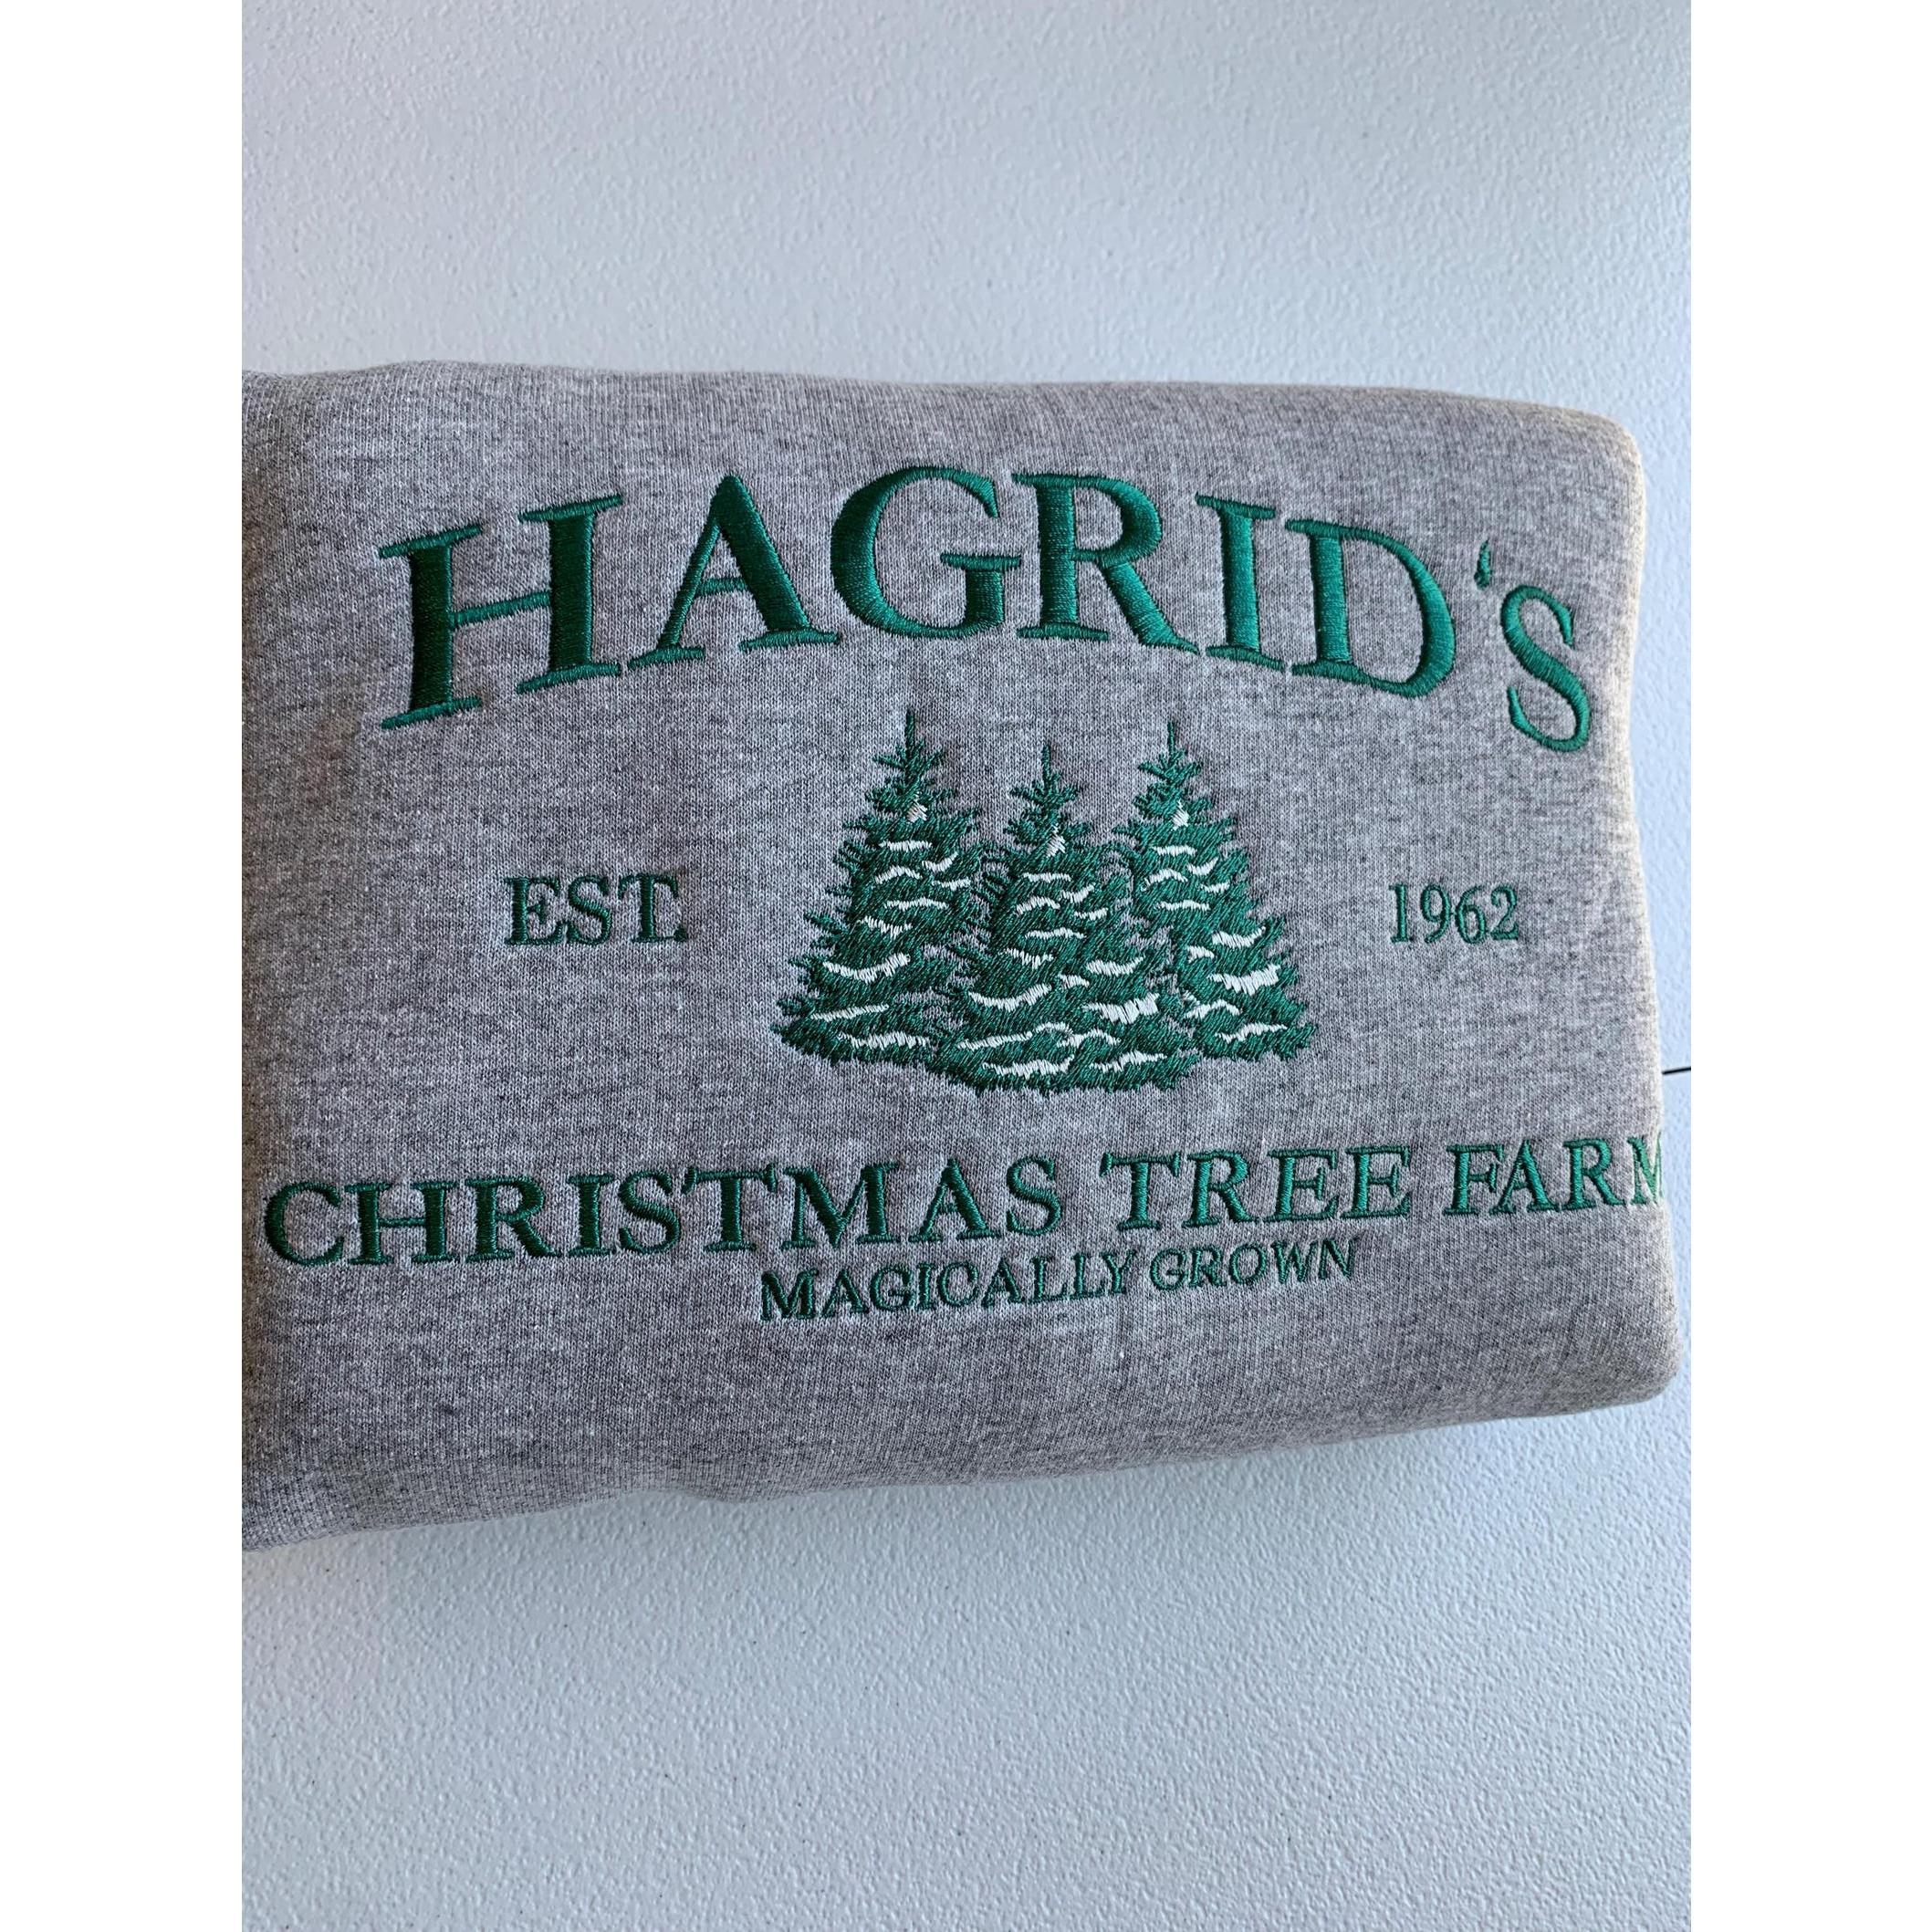 HAGRID'S
EST. 1962
CHRISTMAS TREE FARM
MAGICALLY GROWN